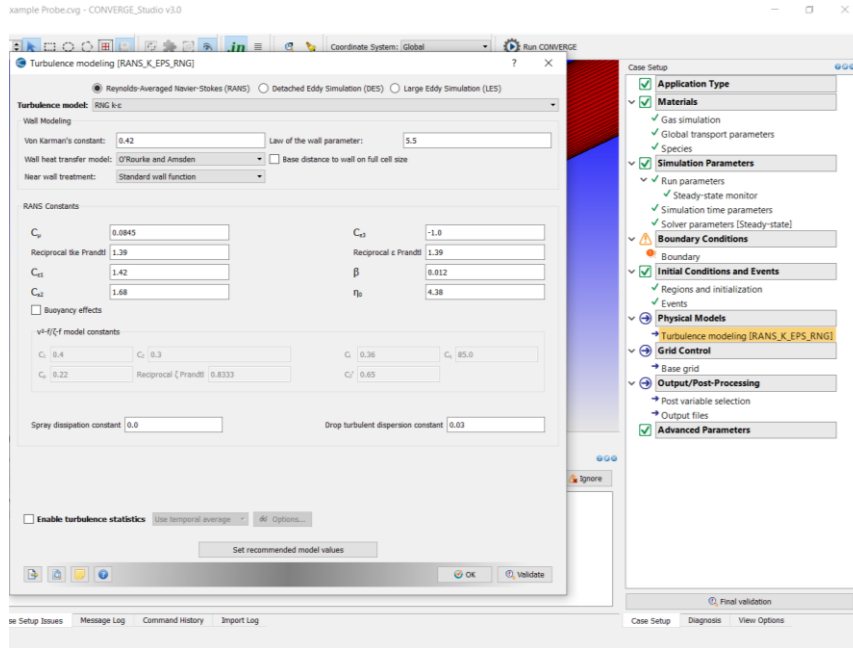 xample Probe.cvg - CONVERGE_Studio v3.0
.in
Coordinate System: Global
Run CONVERGE
Turbulence modeling [RANS_K_EPS_RNG]
?
Reynolds-Averaged Navier-Stokes (RANS) Detached Eddy Simulation (DES) Large Eddy Simulation (LES)
Turbulence model: RNG k-ε
Wall Modeling
Von Karman's constant: 0.42 Law of the wall parameter: 5.5
Wall heat transfer model: O'Rourke and Amsden Base distance to wall on full cell size
Near wall treatment: Standard wall function
RANS Constants
Cμ 0.0845 Cε3 -1.0
Reciprocal tke Prandtl 1.39 Reciprocal ε Prandtl 1.39
Cε1 1.42 β 0.012
Cε2 1.68 η0 4.38
Buoyancy effects
v²-f/ζ-f model constants
0.4 0.3 0.36 85.0
0.22 Reciprocal ζ Prandtl 0.8333 0.65
Spray dissipation constant 0.0 Drop turbulent dispersion constant 0.03
Enable turbulence statistics Use temporal average Options...
Set recommended model values
OK Validate
Ignore
se Setup Issues Message Log Command History Import Log
Case Setup
Application Type
Materials
Gas simulation
Global transport parameters
Species
Simulation Parameters
Run parameters
Steady-state monitor
Simulation time parameters
Solver parameters [Steady-state]
Boundary Conditions
Boundary
Initial Conditions and Events
Regions and initialization
Events
Physical Models
Turbulence modeling [RANS_K_EPS_RNG]
Grid Control
Base grid
Output/Post-Processing
Post variable selection
Output files
Advanced Parameters
Final validation
Case Setup Diagnosis View Options